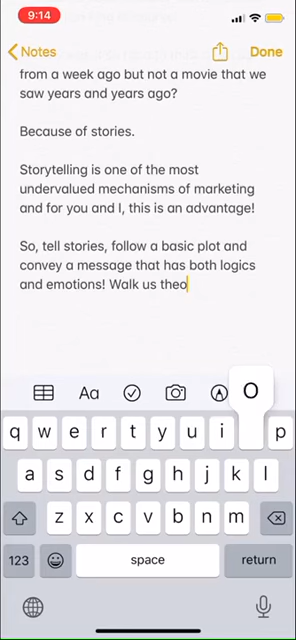 9:14
Notes
Done
from a week ago but not a movie that we
saw years and years ago?
Because of stories.
Storytelling is one of the most
undervalued mechanisms of marketing
and for you and I, this is an advantage!
So, tell stories, follow a basic plot and
convey a message that has both logics
and emotions! Walk us theo
Aa
O
q w e r t y u i p
a s d f g h j k l
z x c v b n m
123 space return